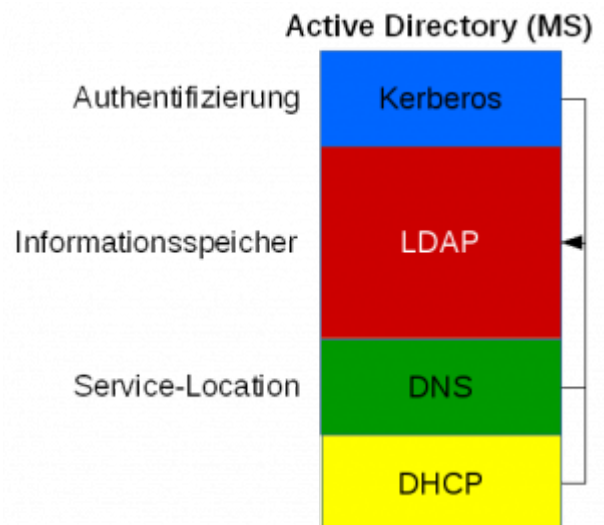 Active Directory (MS)
Authentifizierung Kerberos
Informationsspeicher LDAP
Service-Location DNS
DHCP